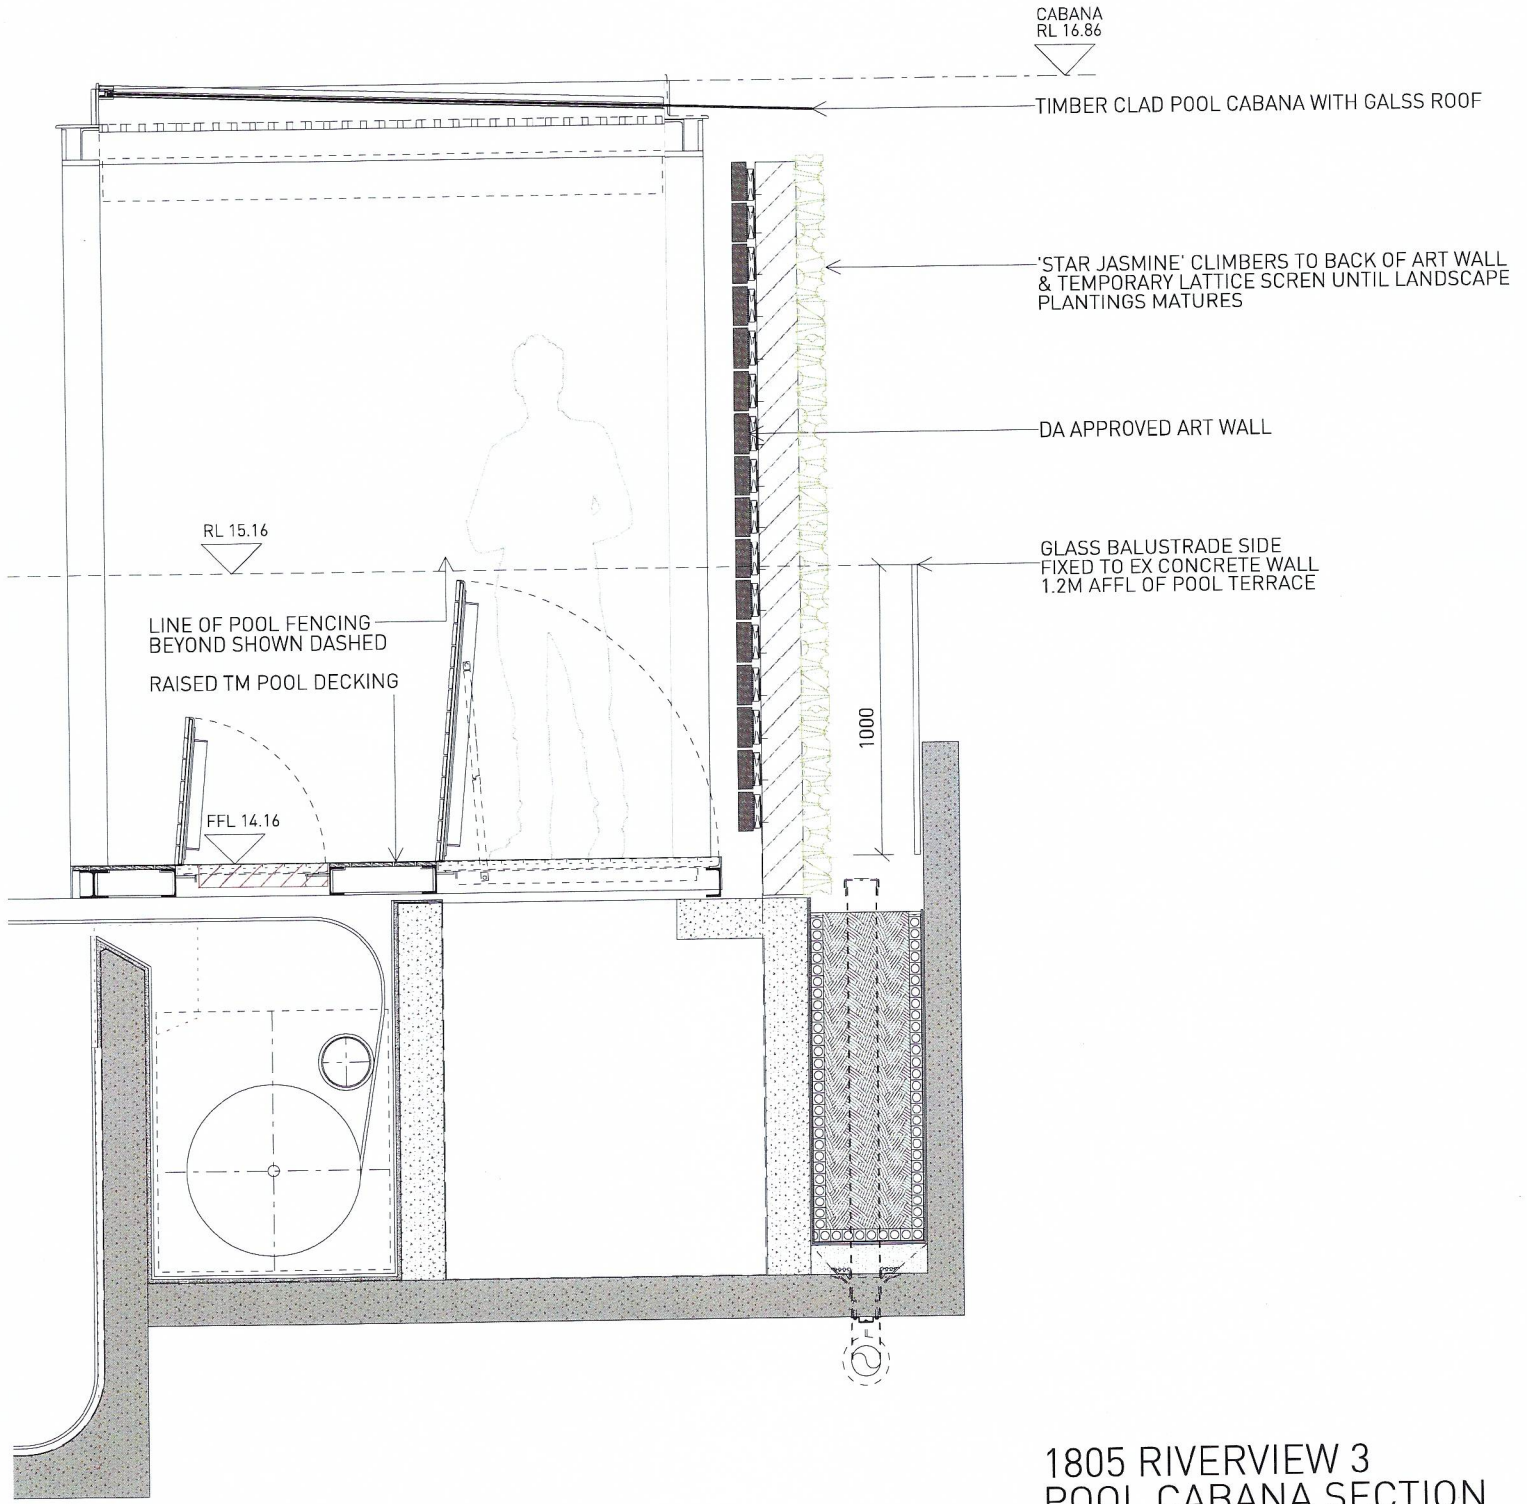 CABANA
RL 16.86
TIMBER CLAD POOL CABANA WITH GALSS ROOF
'STAR JASMINE' CLIMBERS TO BACK OF ART WALL
& TEMPORARY LATTICE SCREN UNTIL LANDSCAPE
PLANTINGS MATURES
DA APPROVED ART WALL
RL 15.16
GLASS BALUSTRADE SIDE
FIXED TO EX CONCRETE WALL
1.2M AFFL OF POOL TERRACE
LINE OF POOL FENCING
BEYOND SHOWN DASHED
RAISED TM POOL DECKING
1000
FFL 14.16
1805 RIVERVIEW 3
POOL CABANA SECTION